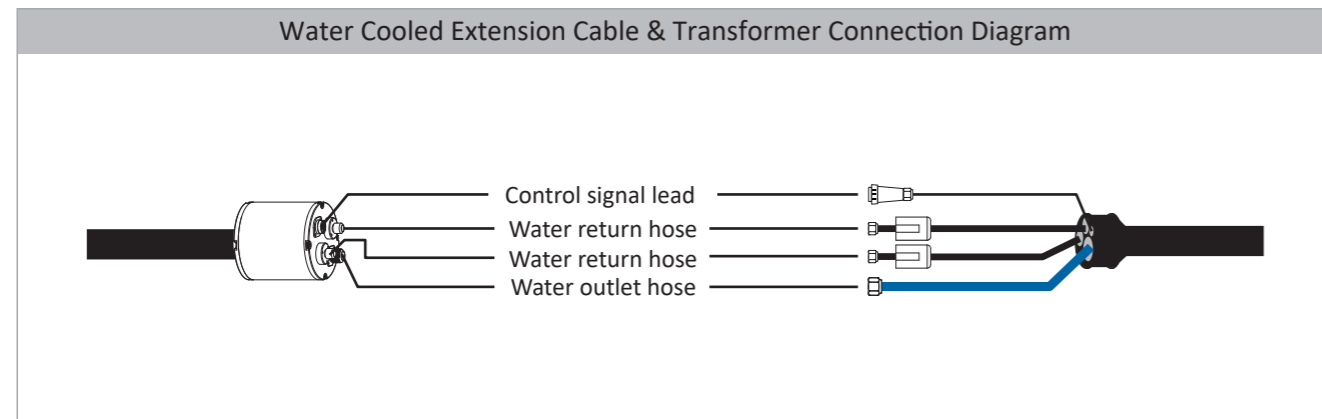 Water Cooled Extension Cable & Transformer Connection Diagram
Control signal lead
Water return hose
Water return hose
Water outlet hose